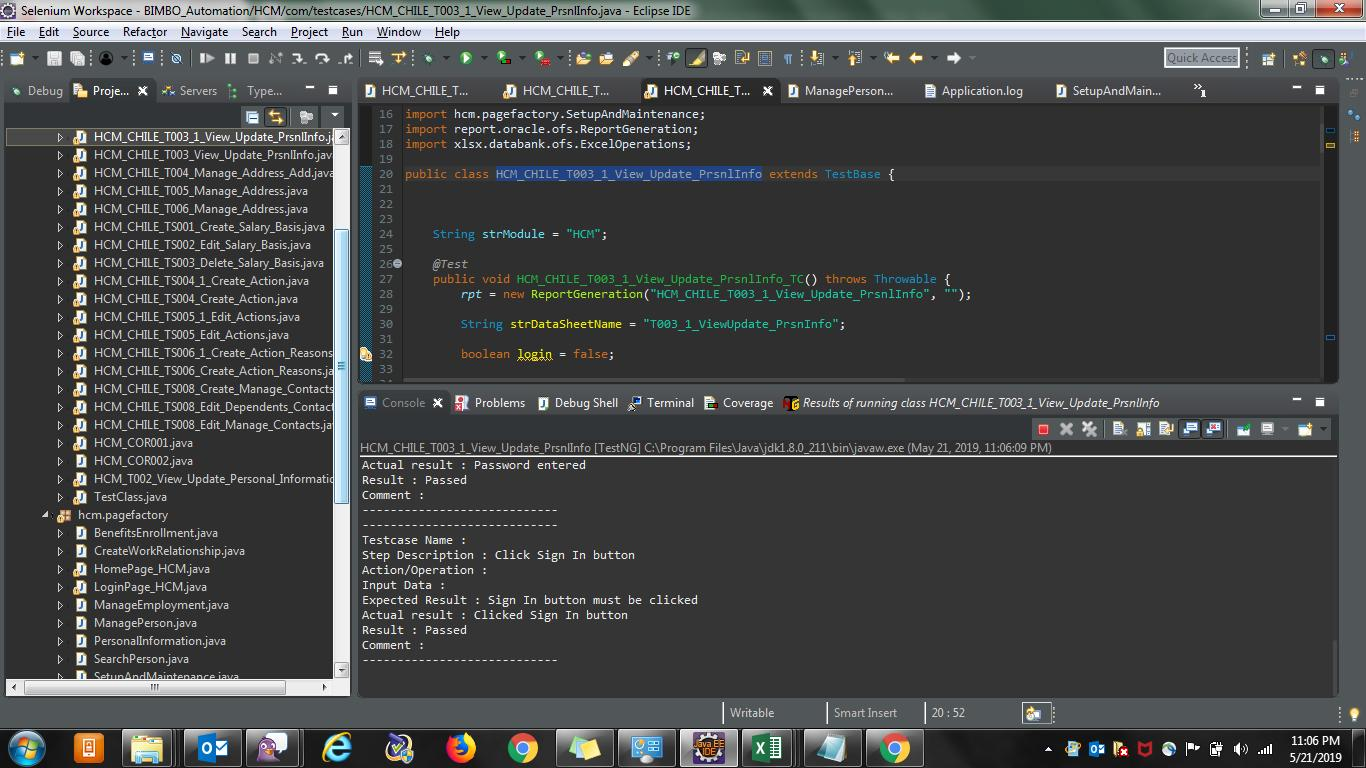 Selenium Workspace - BIMBO_Automation/HCM/com/testcases/HCM_CHILE_T003_1_View_Update_PrsnlInfo.java - Eclipse IDE
File Edit Source Refactor Navigate Search Project Run Window Help
Quick Access
Debug Proje... Servers Type...
HCM_CHILE_T003_1_View_Update_PrsnlInfo.ja
HCM_CHILE_T003_View_Update_PrsnlInfo.java
HCM_CHILE_T004_Manage_Address_Add.java
HCM_CHILE_T005_Manage_Address.java
HCM_CHILE_T006_Manage_Address.java
HCM_CHILE_TS001_Create_Salary_Basis.java
HCM_CHILE_TS002_Edit_Salary_Basis.java
HCM_CHILE_TS003_Delete_Salary_Basis.java
HCM_CHILE_TS004_1_Create_Action.java
HCM_CHILE_TS004_Create_Action.java
HCM_CHILE_TS005_1_Edit_Actions.java
HCM_CHILE_TS005_Edit_Actions.java
HCM_CHILE_TS006_1_Create_Action_Reasons
HCM_CHILE_TS006_Create_Action_Reasons.ja
HCM_CHILE_TS008_Create_Manage_Contacts
HCM_CHILE_TS008_Edit_Dependents_Contact
HCM_CHILE_TS008_Edit_Manage_Contacts.ja
HCM_COR001.java
HCM_COR002.java
HCM_T002_View_Update_Personal_Informatio
TestClass.java
hcm.pagefactory
BenefitsEnrollment.java
CreateWorkRelationship.java
HomePage_HCM.java
LoginPage_HCM.java
ManageEmployment.java
ManagePerson.java
PersonalInformation.java
SearchPerson.java
SetupAndMaintenance.java
HCM_CHILE_T... HCM_CHILE_T... HCM_CHILE_T... ManagePerson... Application.log SetupAndMain... 1
16 import hcm.pagefactory.SetupAndMaintenance;
17 import report.oracle.ofs.ReportGeneration;
18 import xlsx.databank.ofs.ExcelOperations;
19
20 public class HCM_CHILE_T003_1_View_Update_PrsnlInfo extends TestBase {
21
22
23
24 String strModule = "HCM";
25
26 @Test
27 public void HCM_CHILE_T003_1_View_Update_PrsnlInfo_TC() throws Throwable {
28 rpt = new ReportGeneration("HCM_CHILE_T003_1_View_Update_PrsnlInfo", "");
29
30 String strDataSheetName = "T003_1_ViewUpdate_PrsnInfo";
31
32 boolean login = false;
33
Console Problems Debug Shell Terminal Coverage Results of running class HCM_CHILE_T003_1_View_Update_PrsnlInfo
HCM_CHILE_T003_1_View_Update_PrsnlInfo [TestNG] C:\Program Files\Java\jdk1.8.0_211\bin\javaw.exe (May 21, 2019, 11:06:09 PM)
Actual result : Password entered
Result : Passed
Comment :
----------------------------
----------------------------
Testcase Name :
Step Description : Click Sign In button
Action/Operation :
Input Data :
Expected Result : Sign In button must be clicked
Actual result : Clicked Sign In button
Result : Passed
Comment :
----------------------------
Writable Smart Insert 20 : 52
Java EE IDE
11:06 PM
5/21/2019